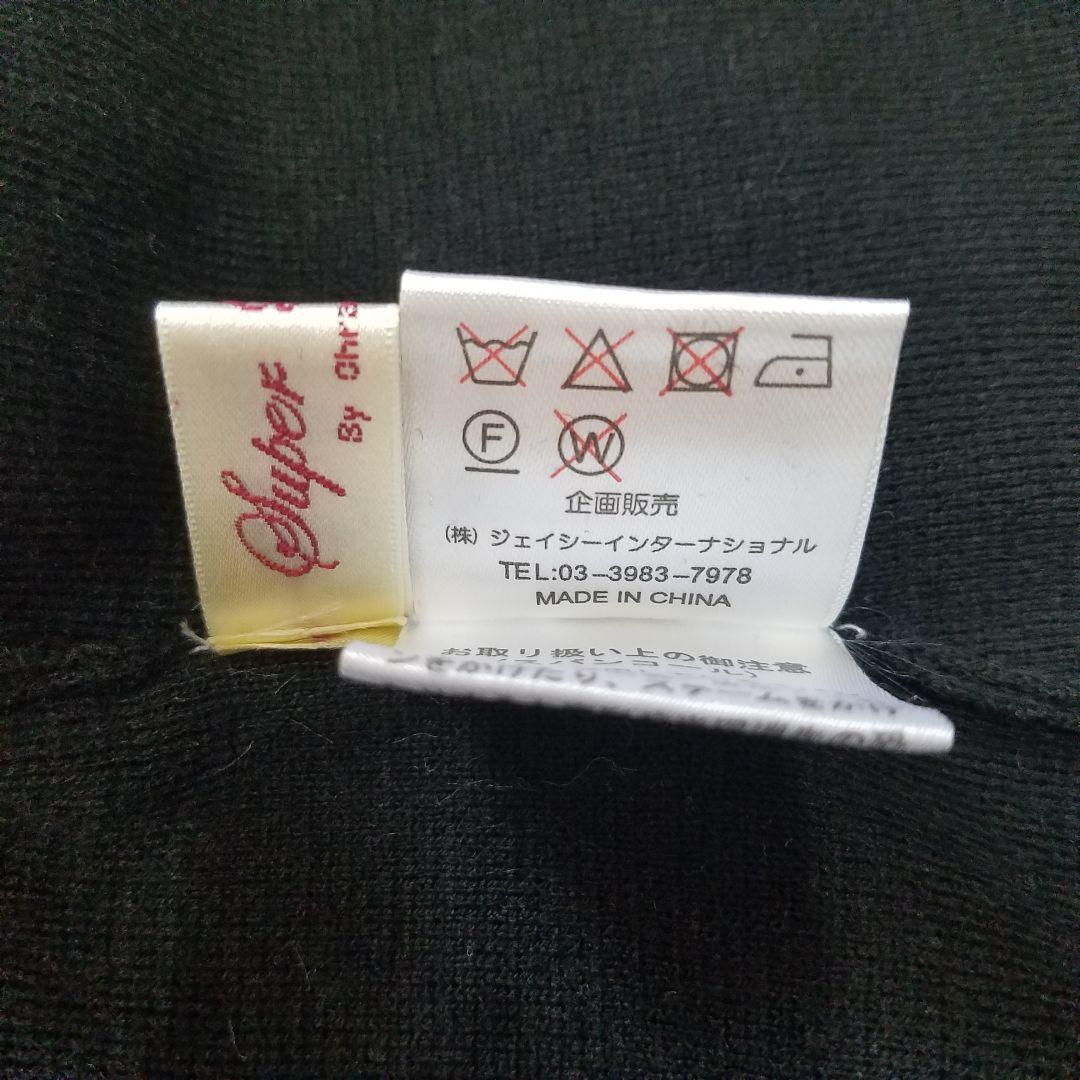 Super
By Chra
F
W
企画販売
(株) ジェイシーインターナショナル
TEL:03-3983-7978
MADE IN CHINA
お取り扱い上の御注意